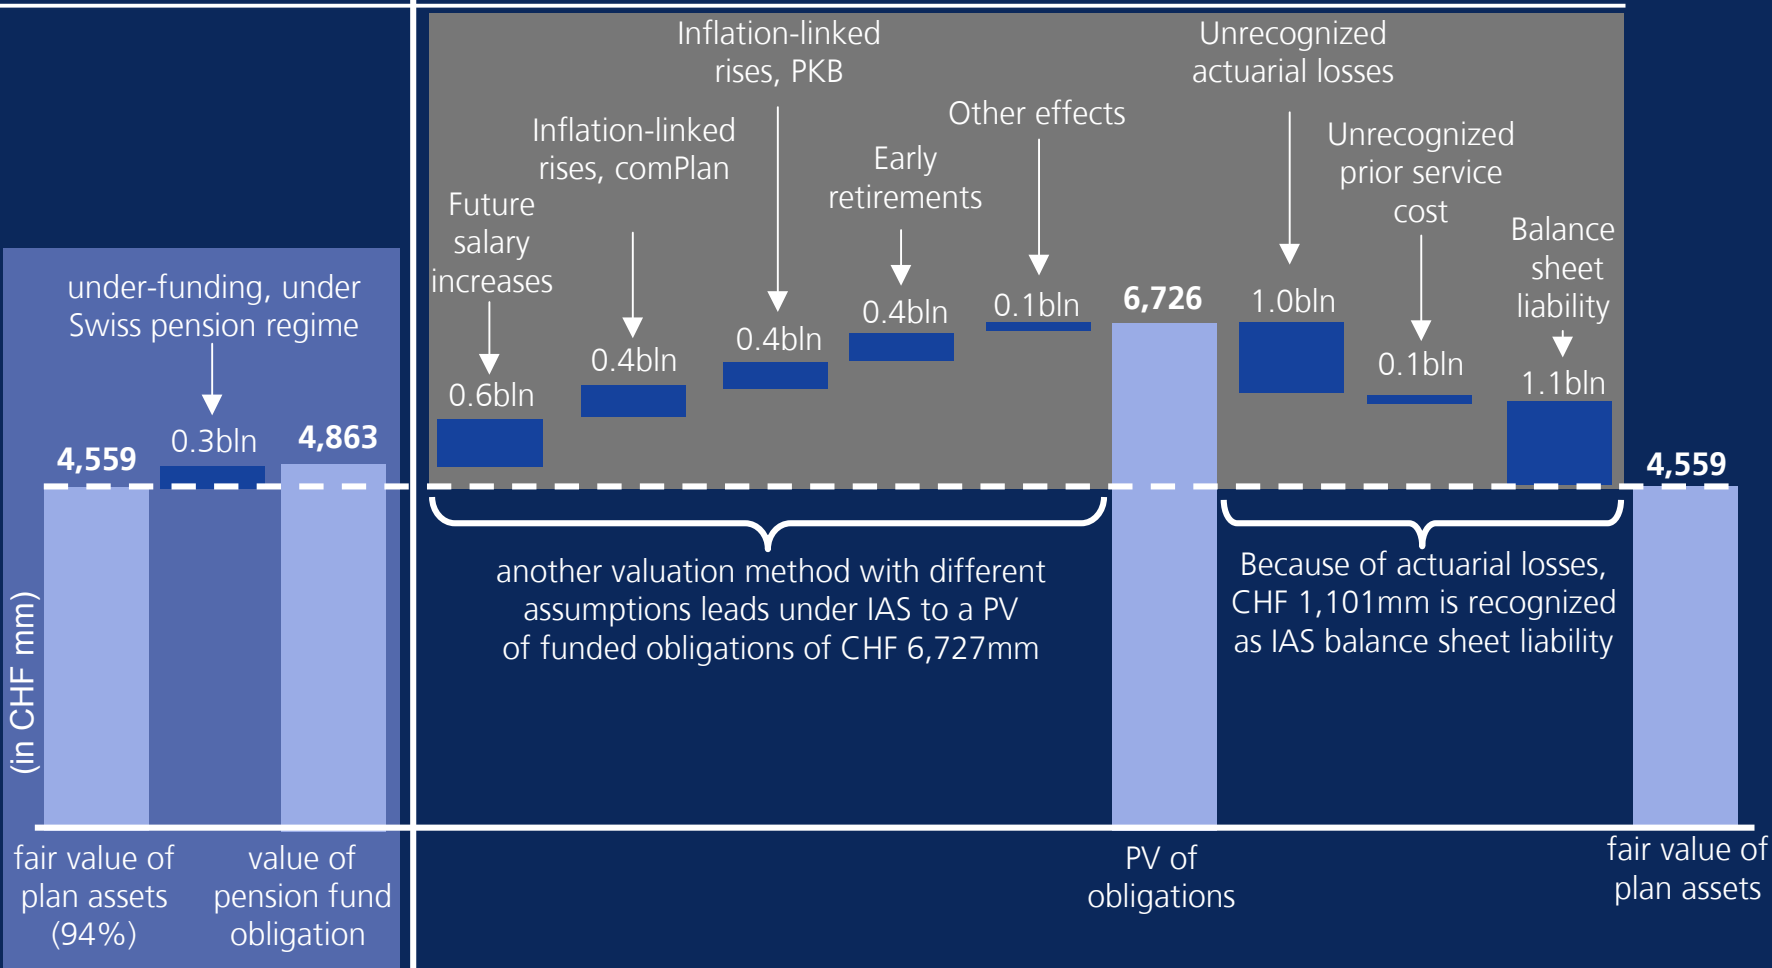 under-funding, under
Swiss pension regime
4,559
0.3bln
4,863
(in CHF mm)
fair value of
plan assets
(94%)
value of
pension fund
obligation
Future
salary
increases
0.6bln
Inflation-linked
rises, comPlan
0.4bln
Inflation-linked
rises, PKB
0.4bln
Early
retirements
0.4bln
Other effects
0.1bln
6,726
Unrecognized
actuarial losses
1.0bln
Unrecognized
prior service
cost
0.1bln
Balance
sheet
liability
1.1bln
4,559
another valuation method with different
assumptions leads under IAS to a PV
of funded obligations of CHF 6,727mm
Because of actuarial losses,
CHF 1,101mm is recognized
as IAS balance sheet liability
PV of
obligations
fair value of
plan assets